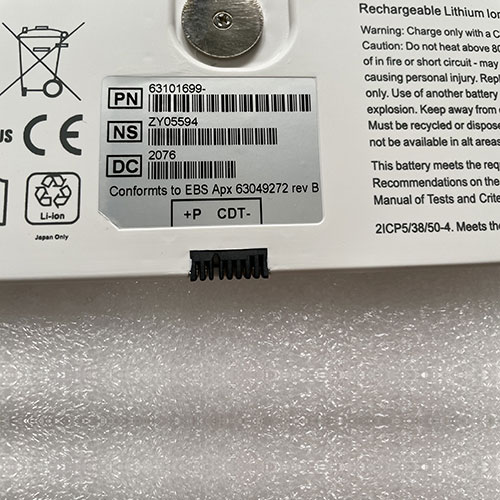 Rechargeable Lithium Ion
Warning: Charge only with a C
Caution: Do not heat above 80
of in fire or short circuit - may
causing personal injury. Repl
only. Use of another battery
explosion. Keep away from
Must be recycled or dispose
not be available in alt areas
This battery meets the requ
Recommendations on the
Manual of Tests and Crite
2ICP5/38/50-4. Meets the
PN 63101699-
NS ZY05594
DC 2076
Conformts to EBS Apx 63049272 rev B
+P CDT-
US CE
Li-ion
Japan Only